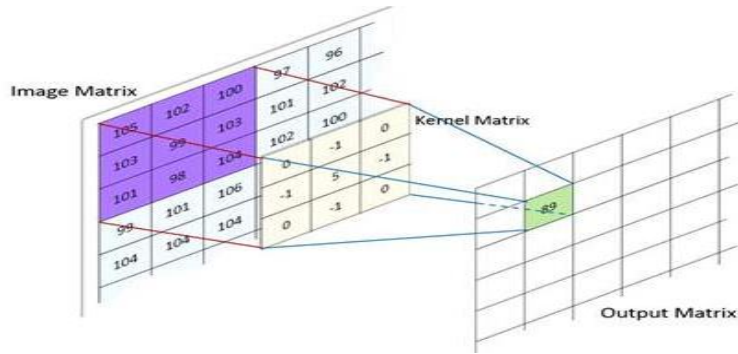 Image Matrix
105 102 100 97 96
103 99 103 101 102
101 98 104 102 100
99 101 106
104 104 104
Kernel Matrix
0 -1 0
-1 5 -1
0 -1 0
89
Output Matrix